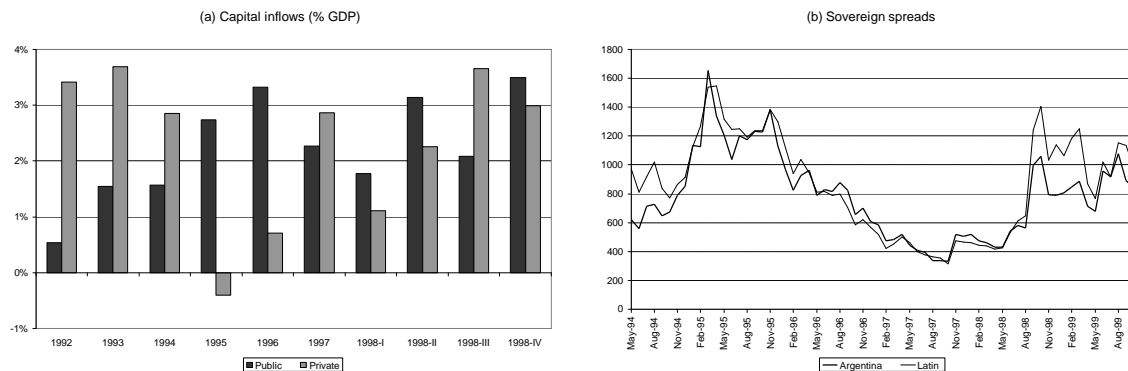 (a) Capital inflows (% GDP)
4%
3%
2%
1%
0%
-1%
1992 1993 1994 1995 1996 1997 1998-I 1998-II 1998-III 1998-IV
Public Private
(b) Sovereign spreads
1800
1600
1400
1200
1000
800
600
400
200
0
May-94 Aug-94 Nov-94 Feb-95 May-95 Aug-95 Nov-95 Feb-96 May-96 Aug-96 Nov-96 Feb-97 May-97 Aug-97 Nov-97 Feb-98 May-98 Aug-98 Nov-98 Feb-99 May-99 Aug-99
Argentina Latin